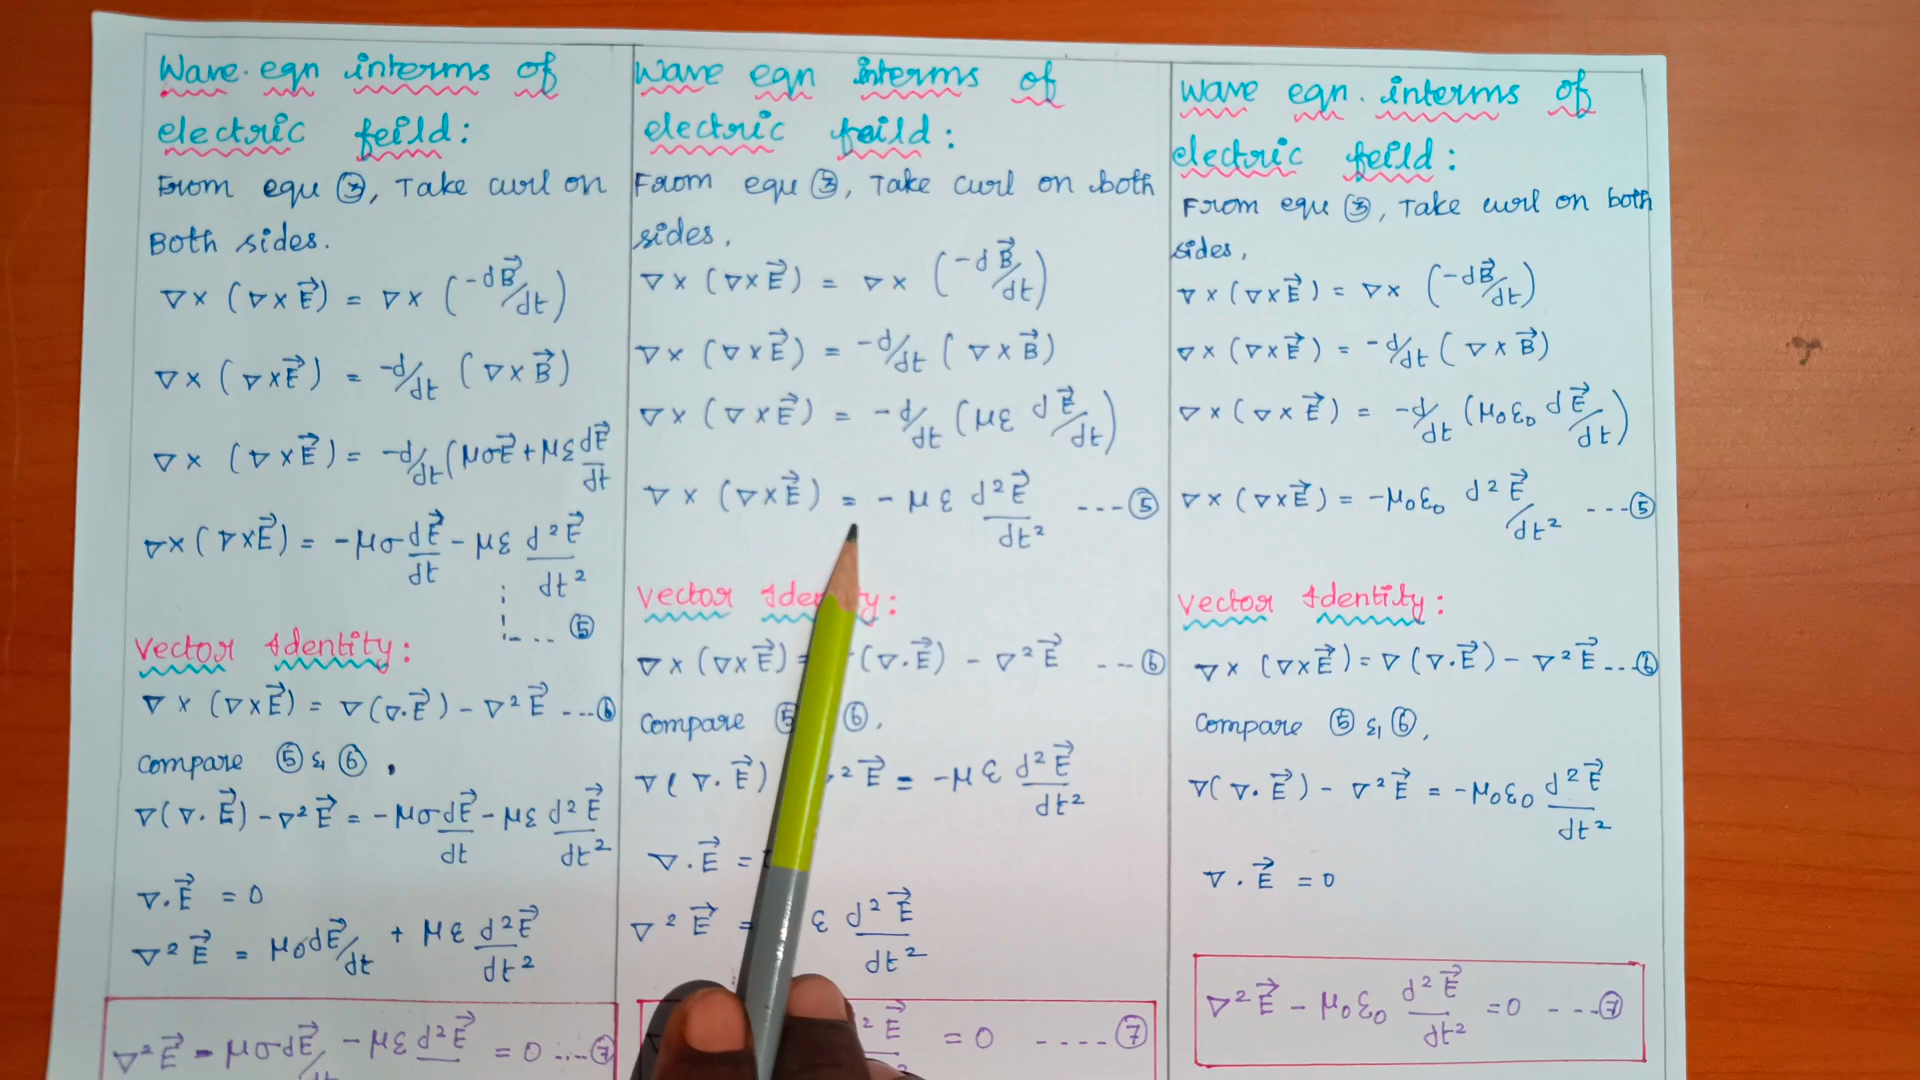 Wave eqn interms of
electric feild:
From equ ③, Take curl on
Both sides.
∇× (∇×E⃗) = ∇× (-dB⃗/dt)
∇× (∇×E⃗) = -d/dt (∇×B⃗)
∇× (∇×E⃗) = -d/dt (μσE⃗ + με dE⃗/dt
∇× (∇×E⃗) = -μσ dE⃗/dt - με d²E⃗/dt²
---- ⑤
Vector Identity:
∇ × (∇×E⃗) = ∇(∇.E⃗) - ∇²E⃗ ---⑥
Compare ⑤ & ⑥.
∇(∇.E⃗) - ∇²E⃗ = -μσ dE⃗/dt - με d²E⃗/dt²
∇.E⃗ = 0
∇²E⃗ = μσ dE⃗/dt + με d²E⃗/dt²
∇²E⃗ - μσ dE⃗/dt - με d²E⃗ = 0 ---⑦
Wave eqn interms of
electric feild:
From equ ③, Take curl on both
sides,
∇× (∇×E⃗) = ∇× (-dB⃗/dt)
∇× (∇×E⃗) = -d/dt (∇×B⃗)
∇× (∇×E⃗) = -d/dt (με dE⃗/dt)
∇× (∇×E⃗) = -με d²E⃗/dt² ---⑤
Vector :
∇× (∇×E⃗) = (∇.E⃗) - ∇²E⃗ ---⑥
Compare ⑤ ⑥.
∇(∇.E⃗) ²E⃗ = -με d²E⃗/dt²
∇.E⃗ =
∇²E⃗ = ε d²E⃗/dt²
²E⃗ = 0 ----⑦
Wave eqn. interms of
electric feild:
From equ ③, Take curl on both
sides,
∇× (∇×E⃗) = ∇× (-dB⃗/dt)
∇× (∇×E⃗) = -d/dt (∇×B⃗)
∇× (∇×E⃗) = -d/dt (μ₀ε₀ dE⃗/dt)
∇× (∇×E⃗) = -μ₀ε₀ d²E⃗/dt² ---⑤
Vector Identity:
∇× (∇×E⃗) = ∇(∇.E⃗) - ∇²E⃗ ---⑥
Compare ⑤ & ⑥,
∇(∇.E⃗) - ∇²E⃗ = -μ₀ε₀ d²E⃗/dt²
∇.E⃗ = 0
∇²E⃗ - μ₀ε₀ d²E⃗/dt² = 0 ---⑦